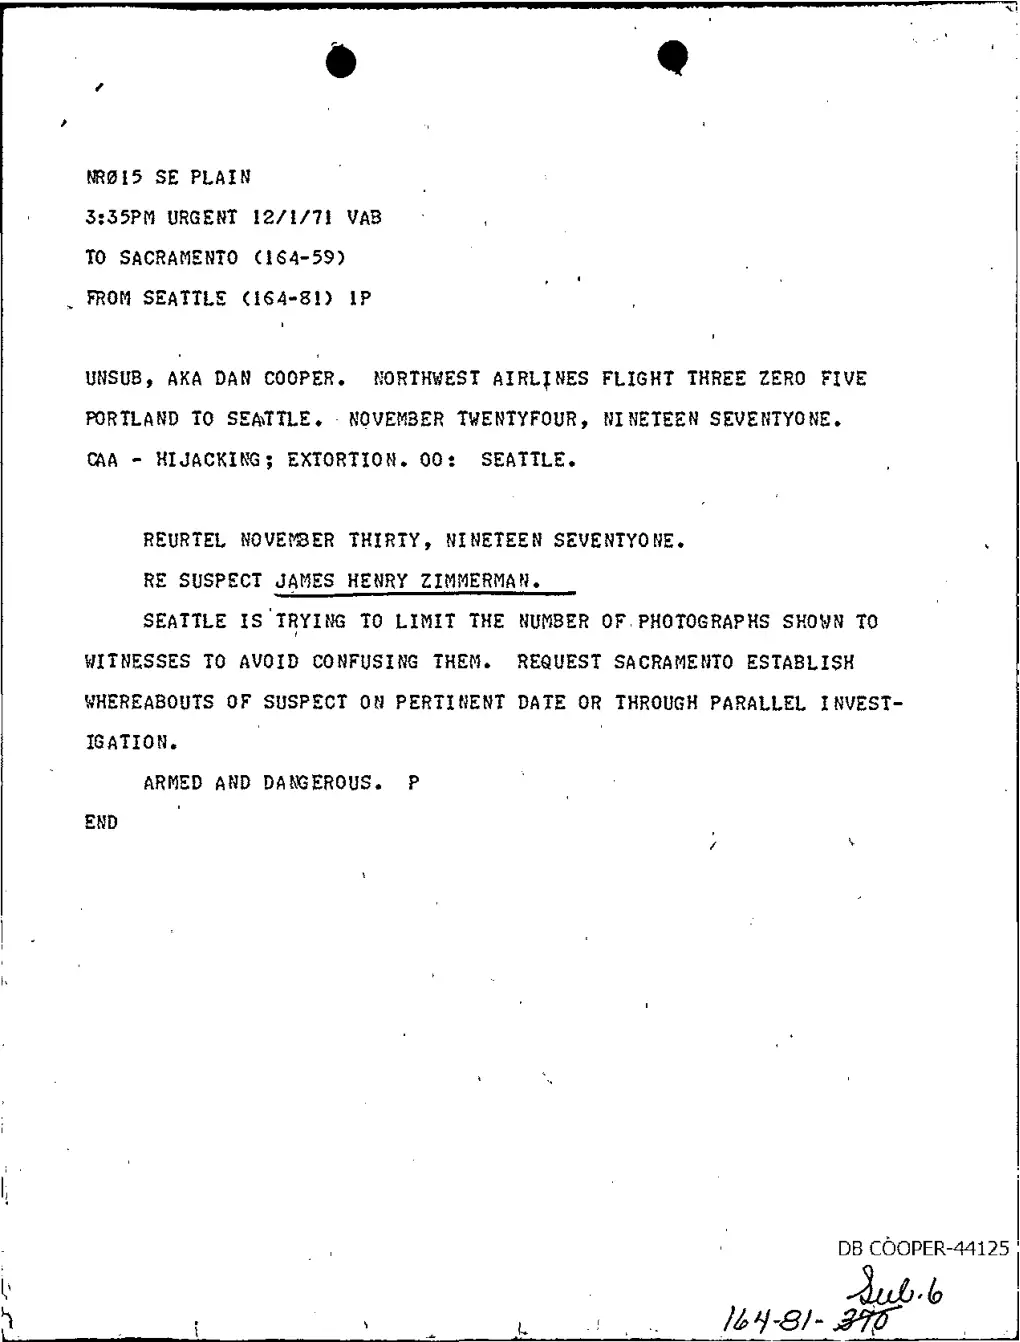 NRØ15 SE PLAIN
3:35PM URGENT 12/1/71 VAB
TO SACRAMENTO (164-59)
FROM SEATTLE (164-81) 1P
UNSUB, AKA DAN COOPER. NORTHWEST AIRLINES FLIGHT THREE ZERO FIVE
PORTLAND TO SEATTLE. NOVEMBER TWENTYFOUR, NINETEEN SEVENTYONE.
CAA - HIJACKING; EXTORTION. OO: SEATTLE.
REURTEL NOVEMBER THIRTY, NINETEEN SEVENTYONE.
RE SUSPECT JAMES HENRY ZIMMERMAN.
SEATTLE IS TRYING TO LIMIT THE NUMBER OF PHOTOGRAPHS SHOWN TO
WITNESSES TO AVOID CONFUSING THEM. REQUEST SACRAMENTO ESTABLISH
WHEREABOUTS OF SUSPECT ON PERTINENT DATE OR THROUGH PARALLEL INVEST-
IGATION.
ARMED AND DANGEROUS. P
END
DB COOPER-44125
Sub.6
164-81-370